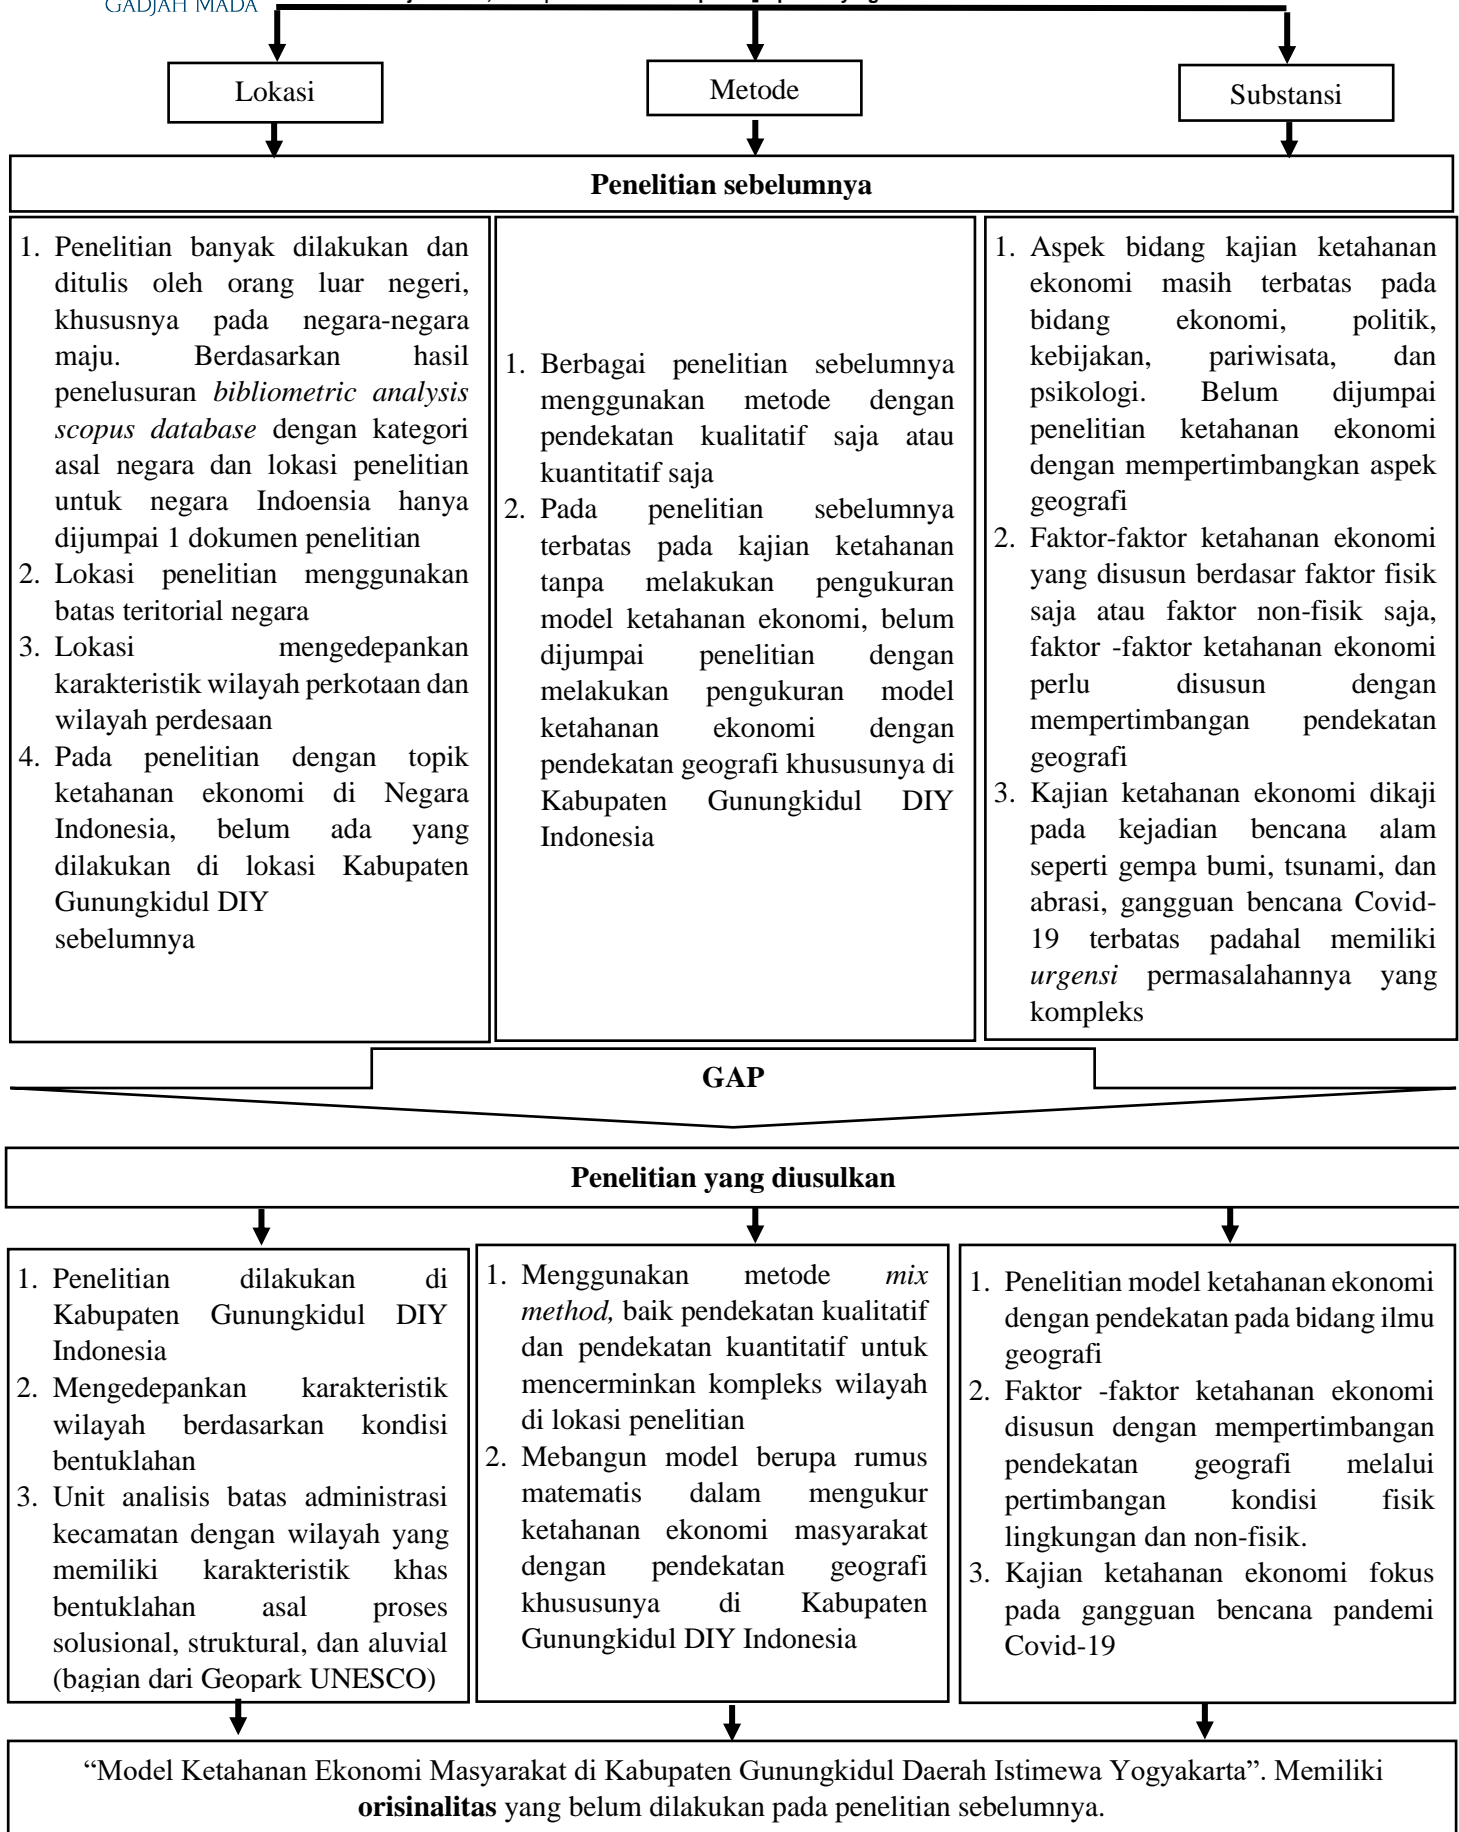 GADJAH MADA
Lokasi
Metode
Substansi
Penelitian sebelumnya
1. Penelitian banyak dilakukan dan
ditulis oleh orang luar negeri,
khususnya pada negara-negara
maju. Berdasarkan hasil
penelusuran bibliometric analysis
scopus database dengan kategori
asal negara dan lokasi penelitian
untuk negara Indoensia hanya
dijumpai 1 dokumen penelitian
2. Lokasi penelitian menggunakan
batas teritorial negara
3. Lokasi mengedepankan
karakteristik wilayah perkotaan dan
wilayah perdesaan
4. Pada penelitian dengan topik
ketahanan ekonomi di Negara
Indonesia, belum ada yang
dilakukan di lokasi Kabupaten
Gunungkidul DIY
sebelumnya
1. Berbagai penelitian sebelumnya
menggunakan metode dengan
pendekatan kualitatif saja atau
kuantitatif saja
2. Pada penelitian sebelumnya
terbatas pada kajian ketahanan
tanpa melakukan pengukuran
model ketahanan ekonomi, belum
dijumpai penelitian dengan
melakukan pengukuran model
ketahanan ekonomi dengan
pendekatan geografi khususunya di
Kabupaten Gunungkidul DIY
Indonesia
1. Aspek bidang kajian ketahanan
ekonomi masih terbatas pada
bidang ekonomi, politik,
kebijakan, pariwisata, dan
psikologi. Belum dijumpai
penelitian ketahanan ekonomi
dengan mempertimbangkan aspek
geografi
2. Faktor-faktor ketahanan ekonomi
yang disusun berdasar faktor fisik
saja atau faktor non-fisik saja,
faktor -faktor ketahanan ekonomi
perlu disusun dengan
mempertimbangan pendekatan
geografi
3. Kajian ketahanan ekonomi dikaji
pada kejadian bencana alam
seperti gempa bumi, tsunami, dan
abrasi, gangguan bencana Covid-
19 terbatas padahal memiliki
urgensi permasalahannya yang
kompleks
GAP
Penelitian yang diusulkan
1. Penelitian dilakukan di
Kabupaten Gunungkidul DIY
Indonesia
2. Mengedepankan karakteristik
wilayah berdasarkan kondisi
bentuklahan
3. Unit analisis batas administrasi
kecamatan dengan wilayah yang
memiliki karakteristik khas
bentuklahan asal proses
solusional, struktural, dan aluvial
(bagian dari Geopark UNESCO)
1. Menggunakan metode mix
method, baik pendekatan kualitatif
dan pendekatan kuantitatif untuk
mencerminkan kompleks wilayah
di lokasi penelitian
2. Mebangun model berupa rumus
matematis dalam mengukur
ketahanan ekonomi masyarakat
dengan pendekatan geografi
khususunya di Kabupaten
Gunungkidul DIY Indonesia
1. Penelitian model ketahanan ekonomi
dengan pendekatan pada bidang ilmu
geografi
2. Faktor -faktor ketahanan ekonomi
disusun dengan mempertimbangan
pendekatan geografi melalui
pertimbangan kondisi fisik
lingkungan dan non-fisik.
3. Kajian ketahanan ekonomi fokus
pada gangguan bencana pandemi
Covid-19
“Model Ketahanan Ekonomi Masyarakat di Kabupaten Gunungkidul Daerah Istimewa Yogyakarta”. Memiliki
orisinalitas yang belum dilakukan pada penelitian sebelumnya.